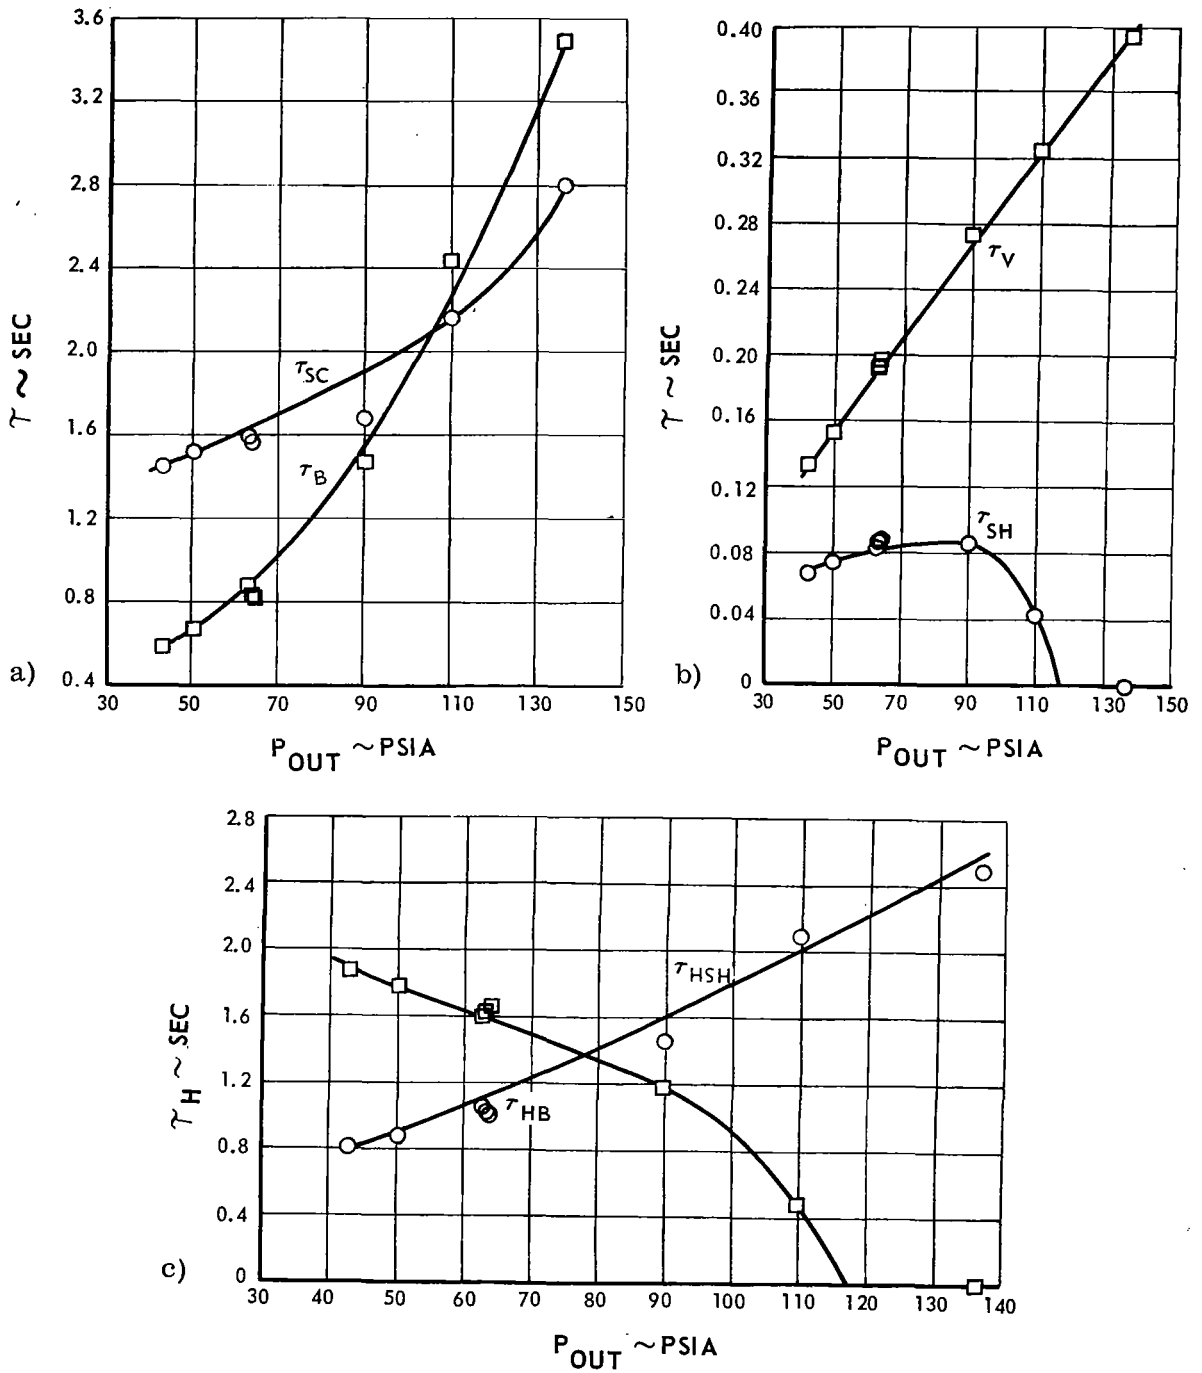 3.6
3.2
2.8
2.4
2.0
1.6
1.2
0.8
0.4
τ ~ SEC
τSC
τB
a)
30 50 70 90 110 130 150
POUT ~ PSIA
0.40
0.36
0.32
0.28
0.24
0.20
0.16
0.12
0.08
0.04
0
τ ~ SEC
τV
τSH
b)
30 50 70 90 110 130 150
POUT ~ PSIA
2.8
2.4
2.0
1.6
1.2
0.8
0.4
0
τH ~ SEC
τHSH
τHB
c)
30 40 50 60 70 80 90 100 110 120 130 140
POUT ~ PSIA